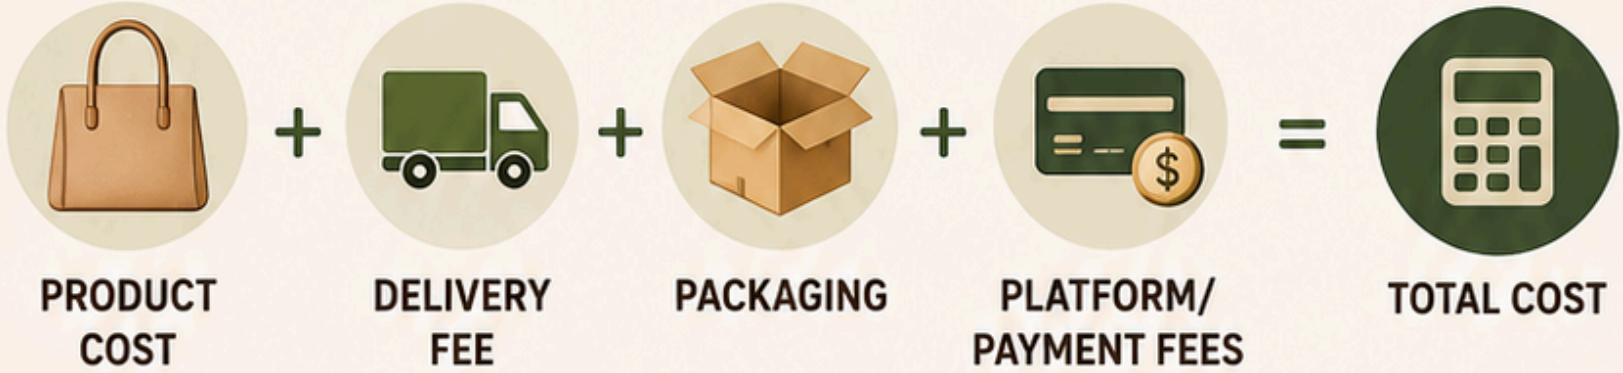 PRODUCT
COST
+
DELIVERY
FEE
+
PACKAGING
+
$
PLATFORM/
PAYMENT FEES
=
TOTAL COST